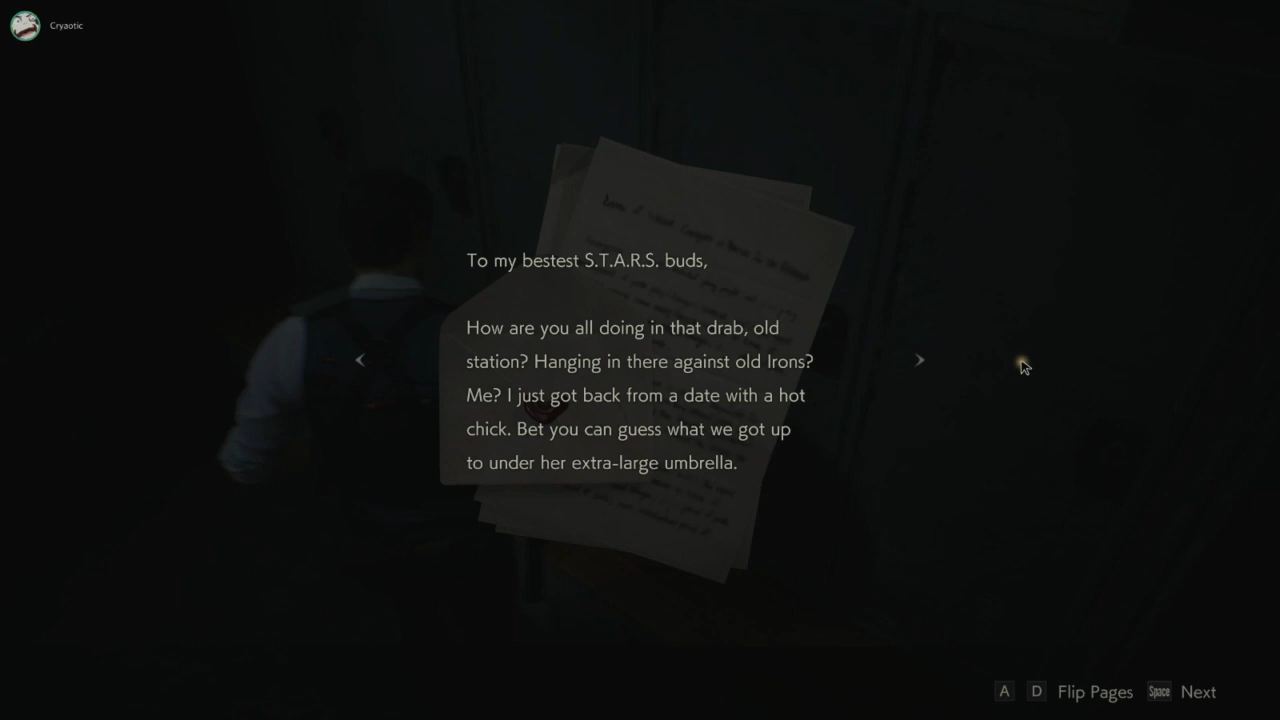 Cryaotic
To my bestest S.T.A.R.S. buds,
How are you all doing in that drab, old
station? Hanging in there against old Irons?
Me? I just got back from a date with a hot
chick. Bet you can guess what we got up
to under her extra-large umbrella.
A D Flip Pages Space Next